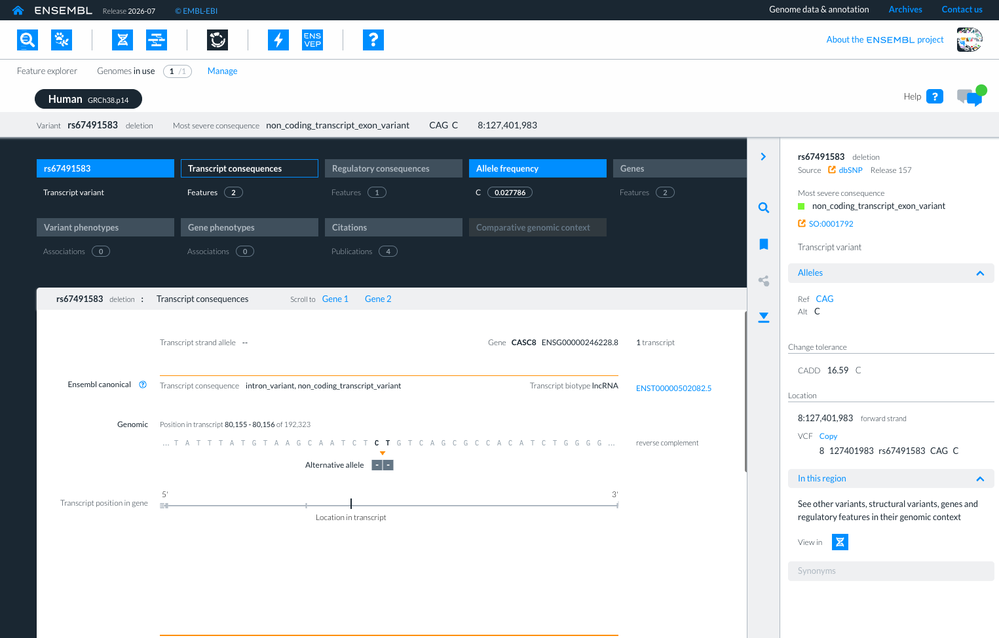 ENSEMBL Release 2026-07 © EMBL-EBI Genome data & annotation Archives Contact us
ENS VEP ? About the ENSEMBL project
Feature explorer Genomes in use 1 /1 Manage
Human GRCh38.p14 Help ?
Variant rs67491583 deletion Most severe consequence non_coding_transcript_exon_variant CAG C 8:127,401,983
rs67491583 Transcript consequences Regulatory consequences Allele frequency Genes
Transcript variant Features 2 Features 1 C 0.027786 Features 2
Variant phenotypes Gene phenotypes Citations Comparative genomic context
Associations 0 Associations 0 Publications 4
rs67491583 deletion : Transcript consequences Scroll to Gene 1 Gene 2
Transcript strand allele -- Gene CASC8 ENSG00000246228.8 1 transcript
Ensembl canonical ? Transcript consequence intron_variant, non_coding_transcript_variant Transcript biotype lncRNA ENST00000502082.5
Genomic Position in transcript 80,155 - 80,156 of 192,323
... T A T T T A T G T A A G C A A T C T C T G T C A G C G C C A C A T C T G G G G ... reverse complement
Alternative allele - -
5' 3'
Transcript position in gene
Location in transcript
rs67491583 deletion
Source dbSNP Release 157
Most severe consequence
non_coding_transcript_exon_variant
SO:0001792
Transcript variant
Alleles
Ref CAG
Alt C
Change tolerance
CADD 16.59 C
Location
8:127,401,983 forward strand
VCF Copy
8 127401983 rs67491583 CAG C
In this region
See other variants, structural variants, genes and
regulatory features in their genomic context
View in
Synonyms